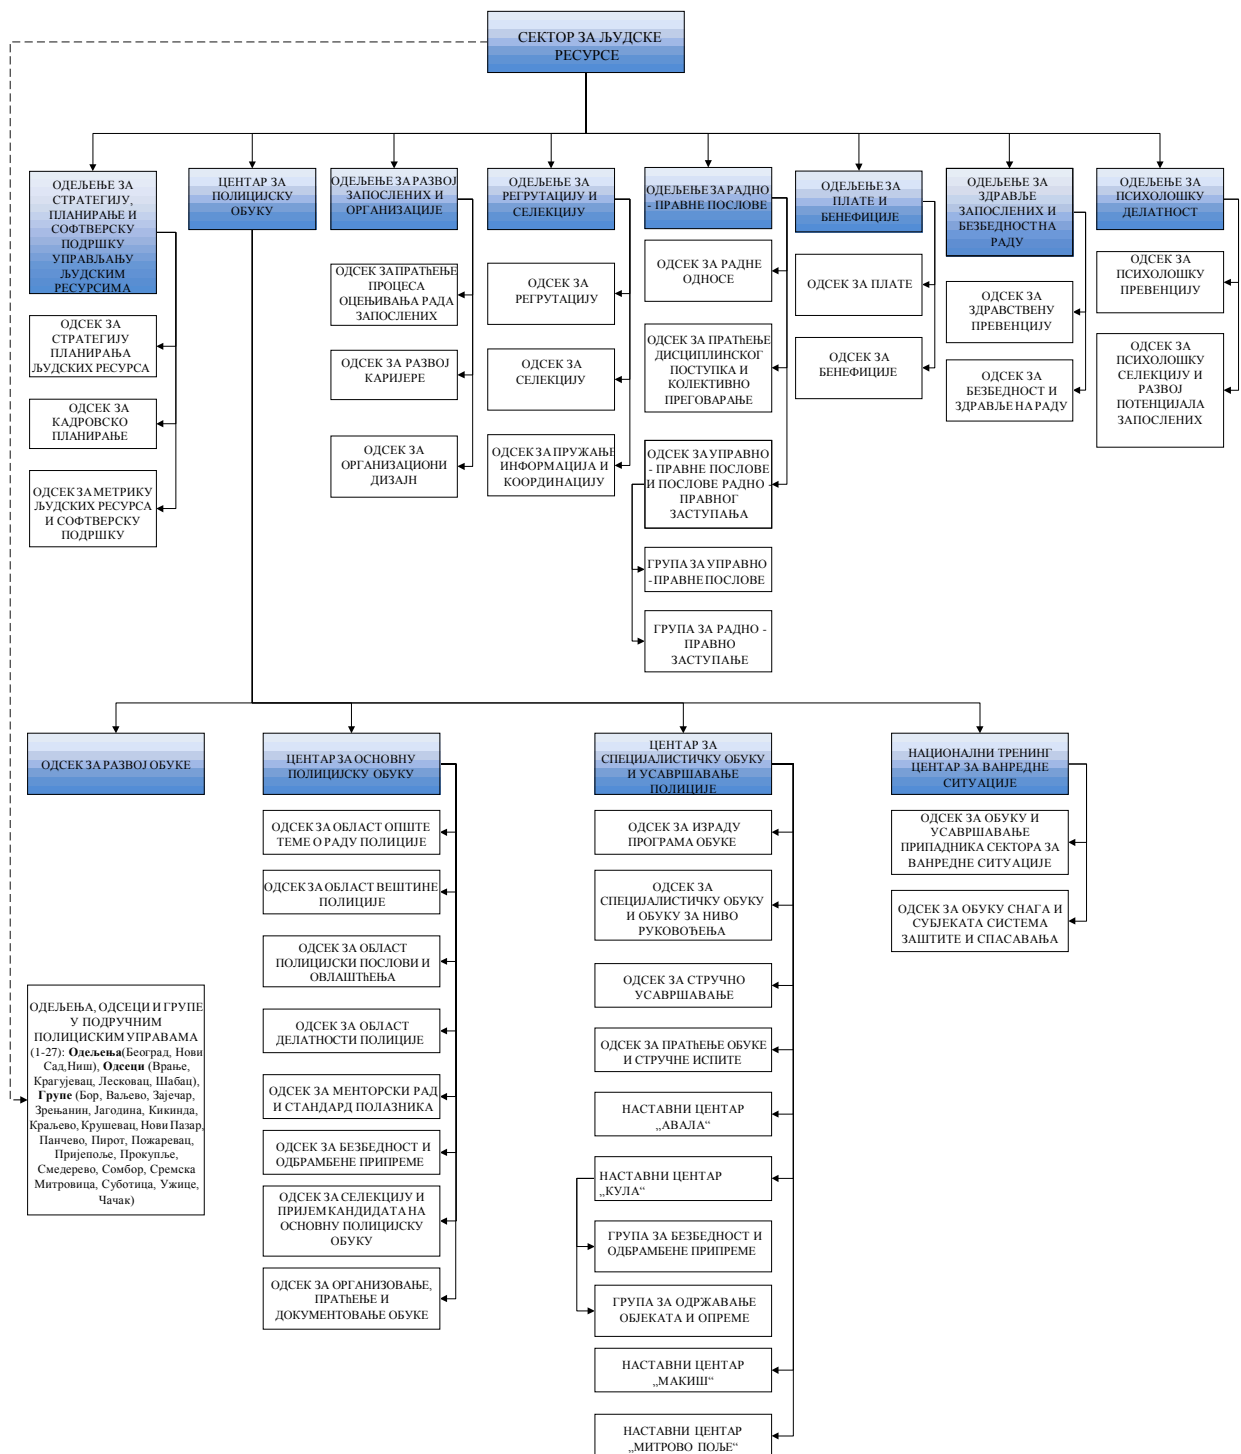 СЕКТОР ЗА ЉУДСКЕ
РЕСУРСЕ
ОДЕЉЕЊЕ ЗА
СТРАТЕГИЈУ,
ПЛАНИРАЊЕ И
СОФТВЕРСКУ
ПОДРШКУ
УПРАВЉАЊУ
ЉУДСКИМ
РЕСУРСИМА
ЦЕНТАР ЗА
ПОЛИЦИЈСКУ
ОБУКУ
ОДЕЉЕЊЕ ЗА РАЗВОЈ
ЗАПОСЛЕНИХ И
ОРГАНИЗАЦИЈЕ
ОДЕЉЕЊЕ ЗА
РЕГРУТАЦИЈУ И
СЕЛЕКЦИЈУ
ОДЕЉЕЊЕ ЗА РАДНО
- ПРАВНЕ ПОСЛОВЕ
ОДЕЉЕЊЕ ЗА
ПЛАТЕ И
БЕНЕФИЦИЈЕ
ОДЕЉЕЊЕ ЗА
ЗДРАВЉЕ
ЗАПОСЛЕНИХ И
БЕЗБЕДНОСТ НА
РАДУ
ОДЕЉЕЊЕ ЗА
ПСИХОЛОШКУ
ДЕЛАТНОСТ
ОДСЕК ЗА
СТРАТЕГИЈУ
ПЛАНИРАЊА
ЉУДСКИХ РЕСУРСА
ОДСЕК ЗА
КАДРОВСКО
ПЛАНИРАЊЕ
ОДСЕК ЗА МЕТРИКУ
ЉУДСКИХ РЕСУРСА
И СОФТВЕРСКУ
ПОДРШКУ
ОДСЕК ЗА ПРАЋЕЊЕ
ПРОЦЕСА
ОЦЕЊИВАЊА РАДА
ЗАПОСЛЕНИХ
ОДСЕК ЗА РАЗВОЈ
КАРИЈЕРЕ
ОДСЕК ЗА
ОРГАНИЗАЦИОНИ
ДИЗАЈН
ОДСЕК ЗА
РЕГРУТАЦИЈУ
ОДСЕК ЗА
СЕЛЕКЦИЈУ
ОДСЕК ЗА ПРУЖАЊЕ
ИНФОРМАЦИЈА И
КООРДИНАЦИЈУ
ОДСЕК ЗА РАДНЕ
ОДНОСЕ
ОДСЕК ЗА ПРАЋЕЊЕ
ДИСЦИПЛИНСКОГ
ПОСТУПКА И
КОЛЕКТИВНО
ПРЕГОВАРАЊЕ
ОДСЕК ЗА УПРАВНО
- ПРАВНЕ ПОСЛОВЕ
И ПОСЛОВЕ РАДНО -
ПРАВНОГ
ЗАСТУПАЊА
ГРУПА ЗА УПРАВНО
- ПРАВНЕ ПОСЛОВЕ
ГРУПА ЗА РАДНО -
ПРАВНО
ЗАСТУПАЊЕ
ОДСЕК ЗА ПЛАТЕ
ОДСЕК ЗА
БЕНЕФИЦИЈЕ
ОДСЕК ЗА
ЗДРАВСТВЕНУ
ПРЕВЕНЦИЈУ
ОДСЕК ЗА
БЕЗБЕДНОСТ И
ЗДРАВЉЕ НА РАДУ
ОДСЕК ЗА
ПСИХОЛОШКУ
ПРЕВЕНЦИЈУ
ОДСЕК ЗА
ПСИХОЛОШКУ
СЕЛЕКЦИЈУ И
РАЗВОЈ
ПОТЕНЦИЈАЛА
ЗАПОСЛЕНИХ
ОДСЕК ЗА РАЗВОЈ ОБУКЕ
ЦЕНТАР ЗА ОСНОВНУ
ПОЛИЦИЈСКУ ОБУКУ
ЦЕНТАР ЗА
СПЕЦИЈАЛИСТИЧКУ ОБУКУ
И УСАВРШАВАЊЕ
ПОЛИЦИЈЕ
НАЦИОНАЛНИ ТРЕНИНГ
ЦЕНТАР ЗА ВАНРЕДНЕ
СИТУАЦИЈЕ
ОДСЕК ЗА ОБЛАСТ ОПШТЕ
ТЕМЕ О РАДУ ПОЛИЦИЈЕ
ОДСЕК ЗА ОБЛАСТ ВЕШТИНЕ
ПОЛИЦИЈЕ
ОДСЕК ЗА ОБЛАСТ
ПОЛИЦИЈСКИ ПОСЛОВИ И
ОВЛАШЋЕЊА
ОДСЕК ЗА ОБЛАСТ
ДЕЛАТНОСТИ ПОЛИЦИЈЕ
ОДСЕК ЗА МЕНТОРСКИ РАД
И СТАНДАРД ПОЛАЗНИКА
ОДСЕК ЗА БЕЗБЕДНОСТ И
ОДБРАМБЕНЕ ПРИПРЕМЕ
ОДСЕК ЗА СЕЛЕКЦИЈУ И
ПРИЈЕМ КАНДИДАТА НА
ОСНОВНУ ПОЛИЦИЈСКУ
ОБУКУ
ОДСЕК ЗА ОРГАНИЗОВАЊЕ,
ПРАЋЕЊЕ И
ДОКУМЕНТОВАЊЕ ОБУКЕ
ОДСЕК ЗА ИЗРАДУ
ПРОГРАМА ОБУКЕ
ОДСЕК ЗА
СПЕЦИЈАЛИСТИЧКУ ОБУКУ
И ОБУКУ ЗА НИВО
РУКОВОЂЕЊА
ОДСЕК ЗА СТРУЧНО
УСАВРШАВАЊЕ
ОДСЕК ЗА ПРАЋЕЊЕ ОБУКЕ
И СТРУЧНЕ ИСПИТЕ
НАСТАВНИ ЦЕНТАР
„АВАЛА“
НАСТАВНИ ЦЕНТАР
„КУЛА“
ГРУПА ЗА БЕЗБЕДНОСТ И
ОДБРАМБЕНЕ ПРИПРЕМЕ
ГРУПА ЗА ОДРЖАВАЊЕ
ОБЈЕКАТА И ОПРЕМЕ
НАСТАВНИ ЦЕНТАР
„МАКИШ“
НАСТАВНИ ЦЕНТАР
„МИТРОВО ПОЉЕ“
ОДСЕК ЗА ОБУКУ И
УСАВРШАВАЊЕ
ПРИПАДНИКА СЕКТОРА ЗА
ВАНРЕДНЕ СИТУАЦИЈЕ
ОДСЕК ЗА ОБУКУ СНАГА И
СУБЈЕКАТА СИСТЕМА
ЗАШТИТЕ И СПАСАВАЊА
ОДЕЉЕЊА, ОДСЕЦИ И ГРУПЕ
У ПОДРУЧНИМ
ПОЛИЦИСКИМ УПРАВАМА
(1-27): Одељења(Београд, Нови
Сад,Ниш), Одсеци (Врање,
Крагујевац, Лесковац, Шабац),
Групе (Бор, Ваљево, Зајечар,
Зрењанин, Јагодина, Кикинда,
Краљево, Крушевац, Нови Пазар,
Панчево, Пирот, Пожаревац,
Пријепоље, Прокупље,
Смедерево, Сомбор, Сремска
Митровица, Суботица, Ужице,
Чачак)